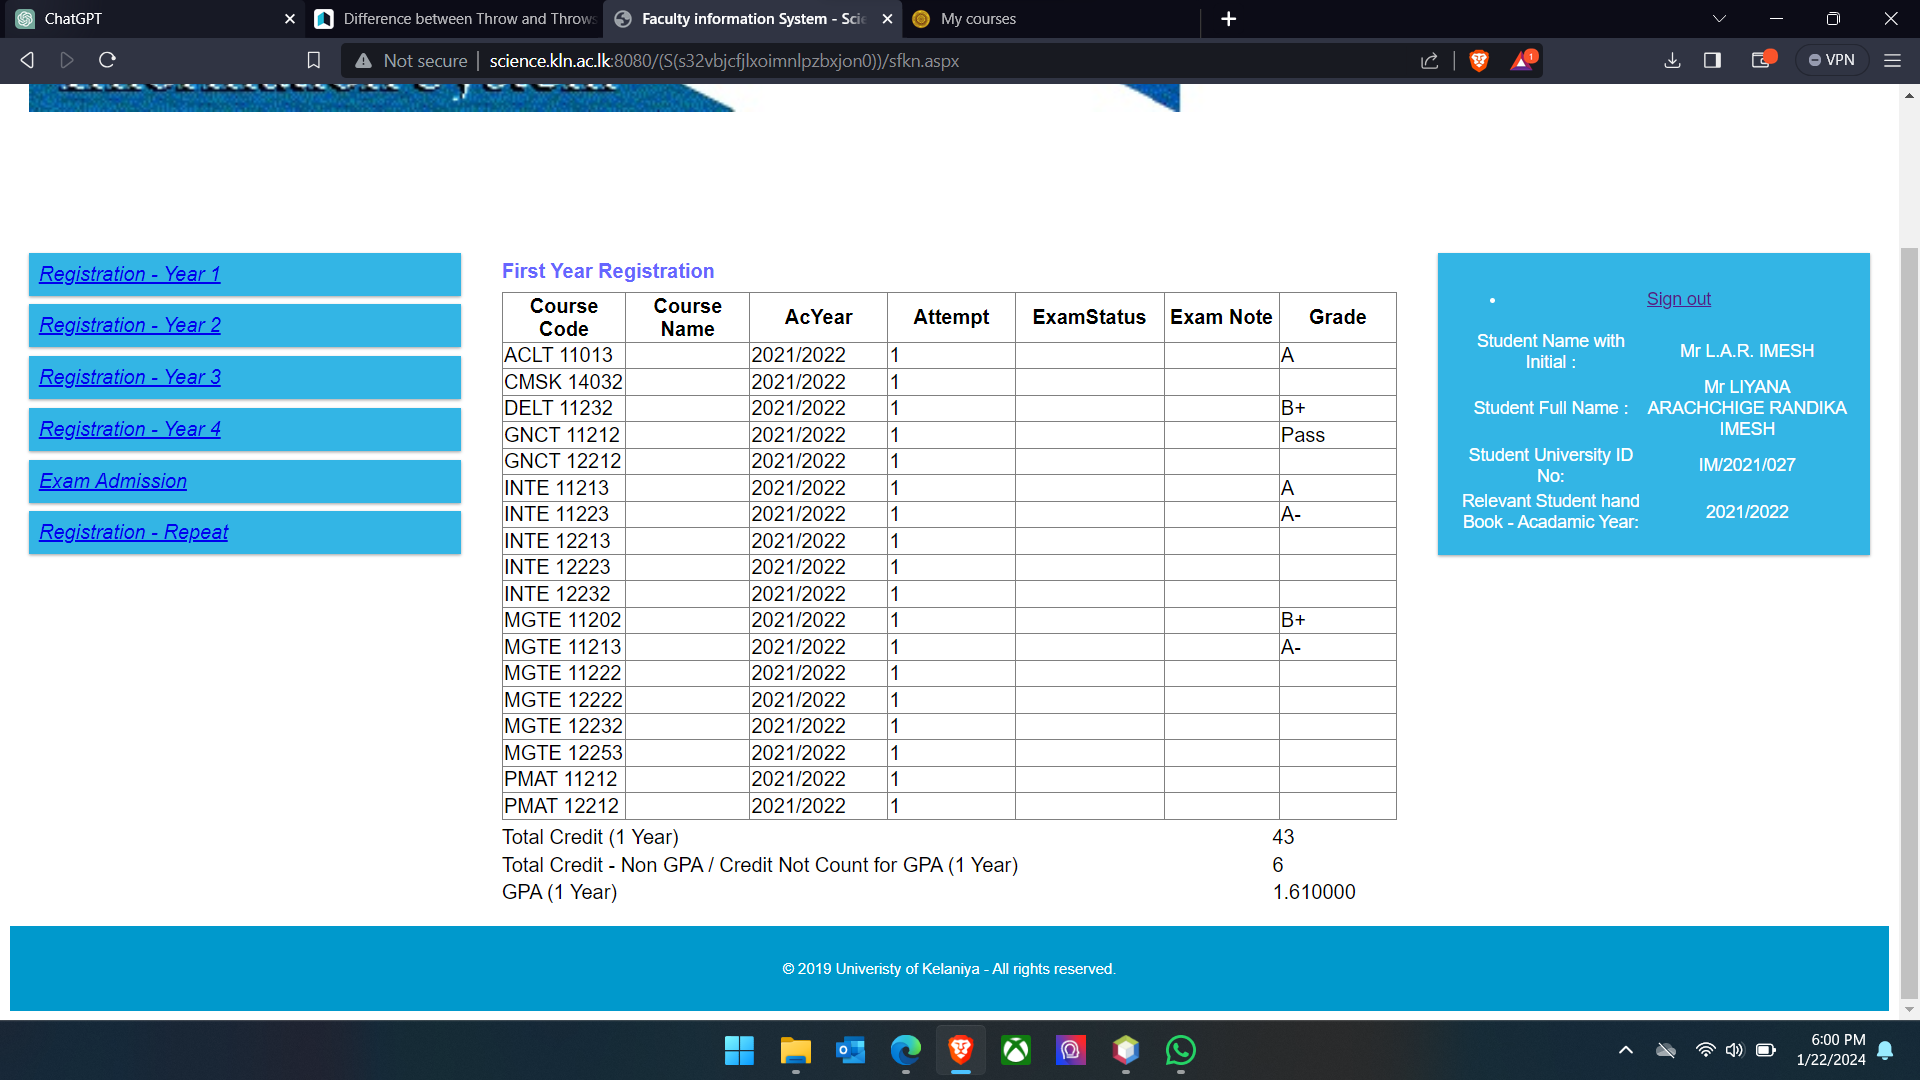 ChatGPT
Difference between Throw and Throws
Faculty information System - Scie
My courses
Not secure
science.kln.ac.lk:8080/(S(s32vbjcfjlxoimnlpzbxjon0))/sfkn.aspx
1
VPN
Information System
Registration - Year 1
Registration - Year 2
Registration - Year 3
Registration - Year 4
Exam Admission
Registration - Repeat
First Year Registration
Course Code Course Name AcYear Attempt ExamStatus Exam Note Grade
ACLT 11013 2021/2022 1 A
CMSK 14032 2021/2022 1
DELT 11232 2021/2022 1 B+
GNCT 11212 2021/2022 1 Pass
GNCT 12212 2021/2022 1
INTE 11213 2021/2022 1 A
INTE 11223 2021/2022 1 A-
INTE 12213 2021/2022 1
INTE 12223 2021/2022 1
INTE 12232 2021/2022 1
MGTE 11202 2021/2022 1 B+
MGTE 11213 2021/2022 1 A-
MGTE 11222 2021/2022 1
MGTE 12222 2021/2022 1
MGTE 12232 2021/2022 1
MGTE 12253 2021/2022 1
PMAT 11212 2021/2022 1
PMAT 12212 2021/2022 1
Total Credit (1 Year) 43
Total Credit - Non GPA / Credit Not Count for GPA (1 Year) 6
GPA (1 Year) 1.610000
Sign out
Student Name with Initial : Mr L.A.R. IMESH
Student Full Name : Mr LIYANA ARACHCHIGE RANDIKA IMESH
Student University ID No: IM/2021/027
Relevant Student hand Book - Acadamic Year: 2021/2022
© 2019 Univeristy of Kelaniya - All rights reserved.
6:00 PM
1/22/2024